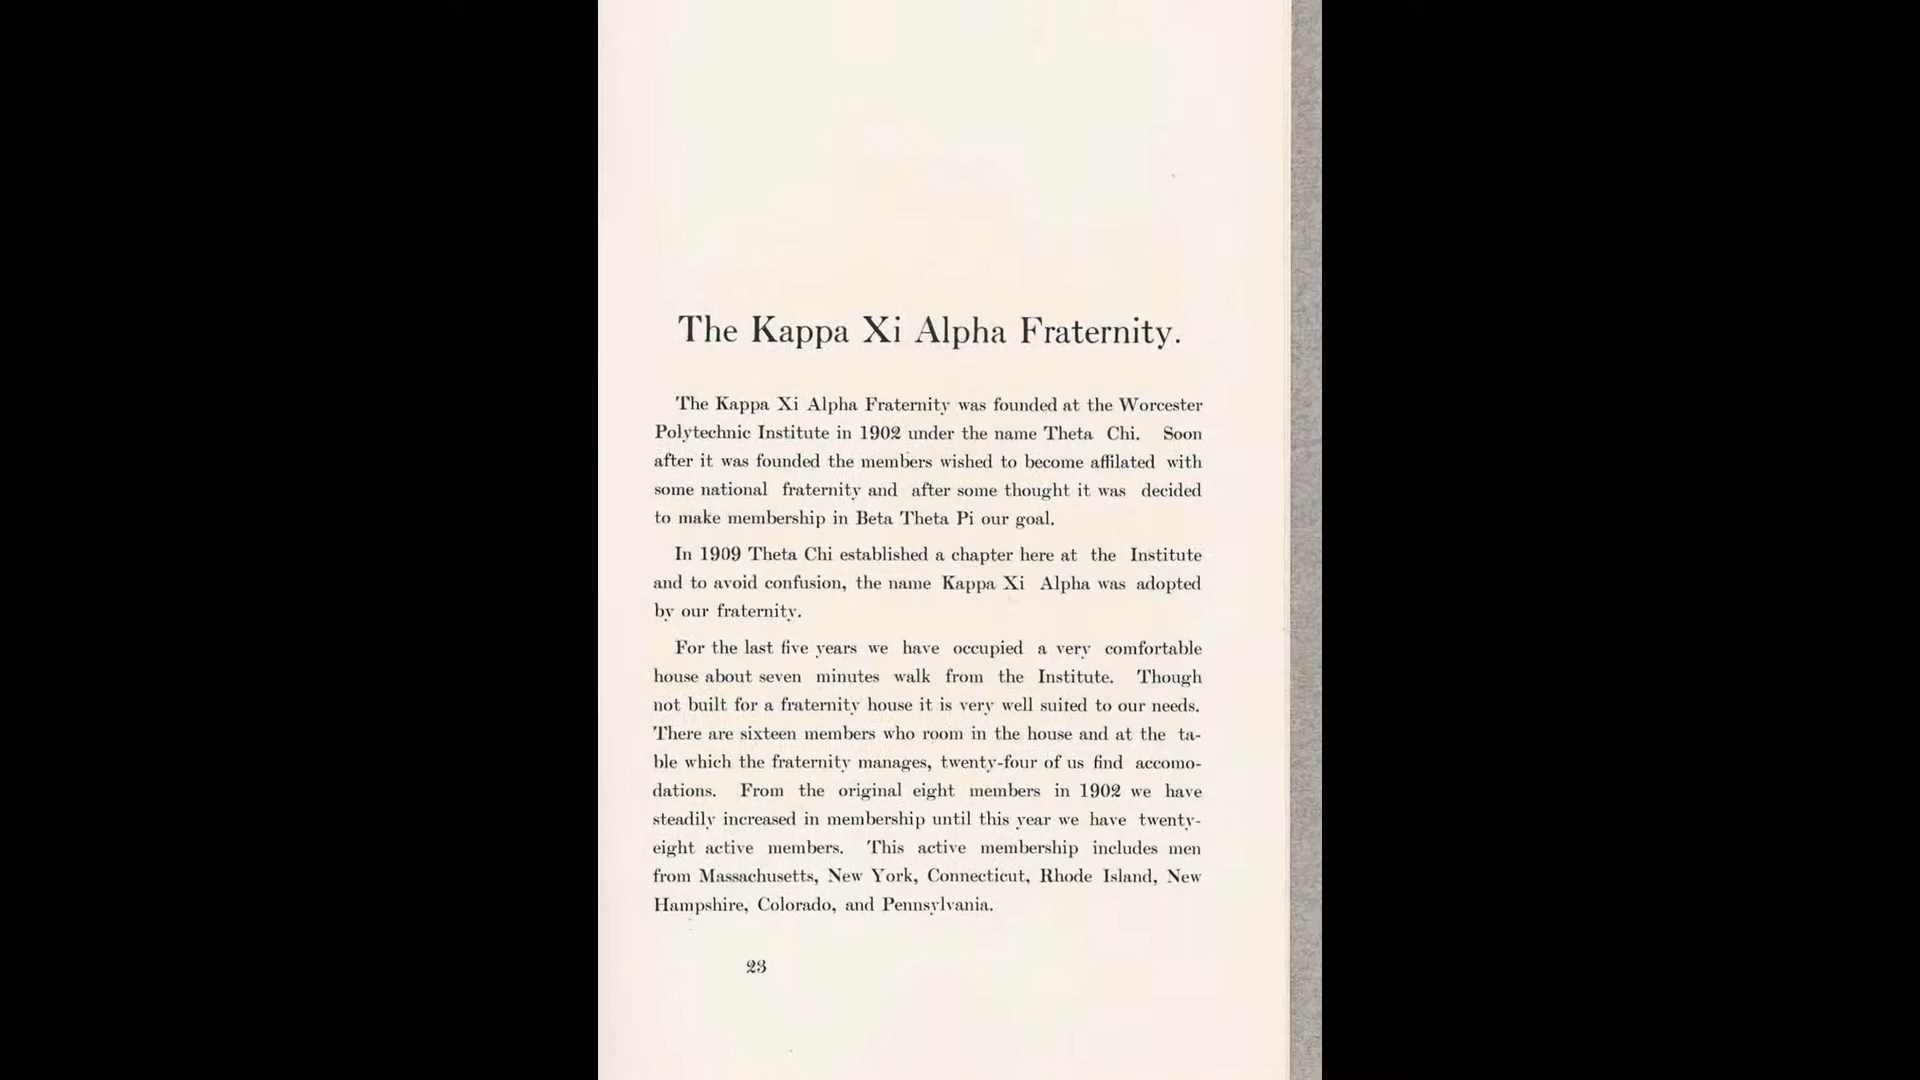 The Kappa Xi Alpha Fraternity.
The Kappa Xi Alpha Fraternity was founded at the Worcester
Polytechnic Institute in 1902 under the name Theta Chi. Soon
after it was founded the members wished to become affilated with
some national fraternity and after some thought it was decided
to make membership in Beta Theta Pi our goal.
In 1909 Theta Chi established a chapter here at the Institute
and to avoid confusion, the name Kappa Xi Alpha was adopted
by our fraternity.
For the last five years we have occupied a very comfortable
house about seven minutes walk from the Institute. Though
not built for a fraternity house it is very well suited to our needs.
There are sixteen members who room in the house and at the ta-
ble which the fraternity manages, twenty-four of us find accomo-
dations. From the original eight members in 1902 we have
steadily increased in membership until this year we have twenty-
eight active members. This active membership includes men
from Massachusetts, New York, Connecticut, Rhode Island, New
Hampshire, Colorado, and Pennsylvania.
23